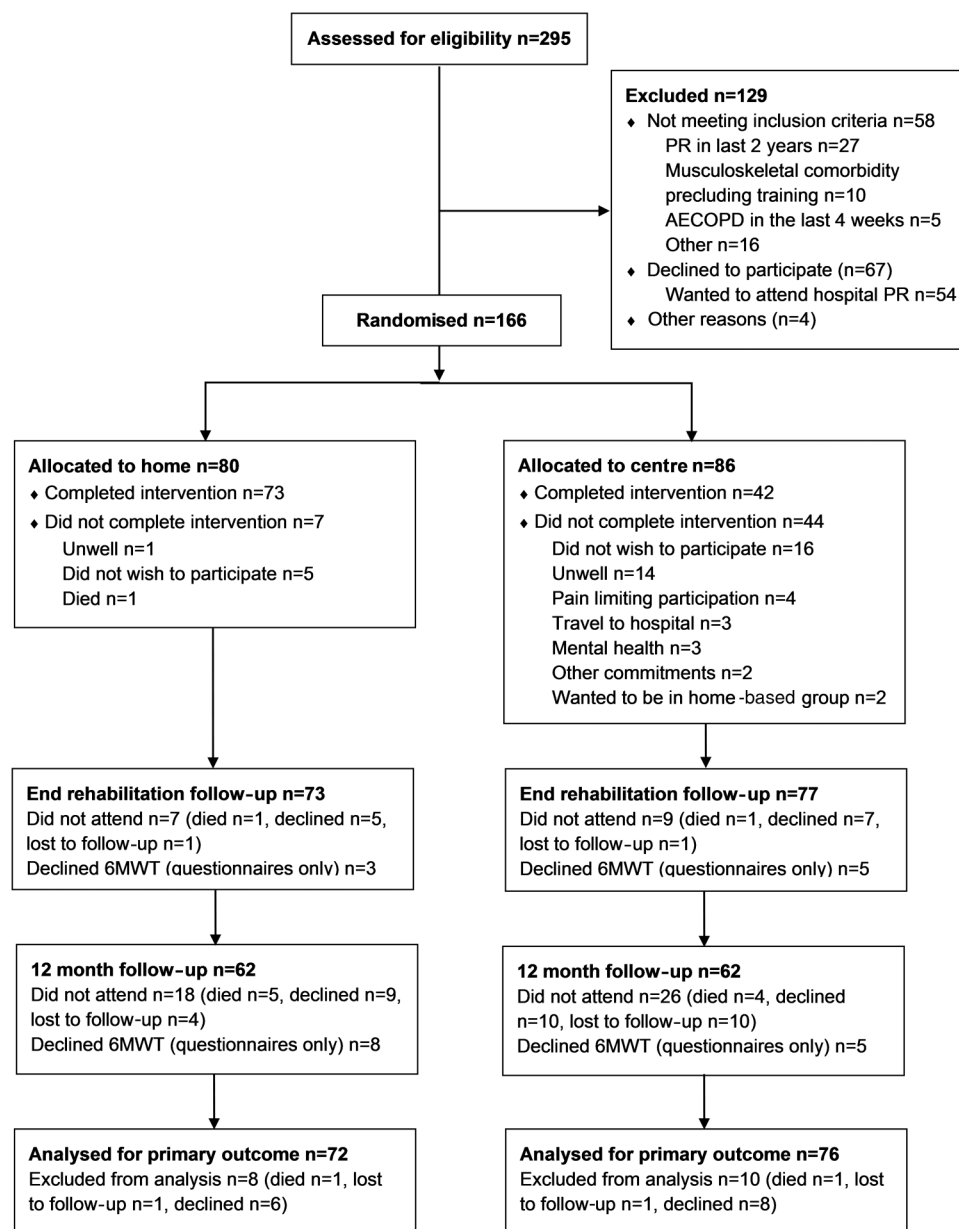 Assessed for eligibility n=295
Excluded n=129
♦ Not meeting inclusion criteria n=58
PR in last 2 years n=27
Musculoskeletal comorbidity
precluding training n=10
AECOPD in the last 4 weeks n=5
Other n=16
♦ Declined to participate (n=67)
Wanted to attend hospital PR n=54
♦ Other reasons (n=4)
Randomised n=166
Allocated to home n=80
♦ Completed intervention n=73
♦ Did not complete intervention n=7
Unwell n=1
Did not wish to participate n=5
Died n=1
Allocated to centre n=86
♦ Completed intervention n=42
♦ Did not complete intervention n=44
Did not wish to participate n=16
Unwell n=14
Pain limiting participation n=4
Travel to hospital n=3
Mental health n=3
Other commitments n=2
Wanted to be in home-based group n=2
End rehabilitation follow-up n=73
Did not attend n=7 (died n=1, declined n=5,
lost to follow-up n=1)
Declined 6MWT (questionnaires only) n=3
End rehabilitation follow-up n=77
Did not attend n=9 (died n=1, declined n=7,
lost to follow-up n=1)
Declined 6MWT (questionnaires only) n=5
12 month follow-up n=62
Did not attend n=18 (died n=5, declined n=9,
lost to follow-up n=4)
Declined 6MWT (questionnaires only) n=8
12 month follow-up n=62
Did not attend n=26 (died n=4, declined
n=10, lost to follow-up n=10)
Declined 6MWT (questionnaires only) n=5
Analysed for primary outcome n=72
Excluded from analysis n=8 (died n=1, lost
to follow-up n=1, declined n=6)
Analysed for primary outcome n=76
Excluded from analysis n=10 (died n=1, lost
to follow-up n=1, declined n=8)